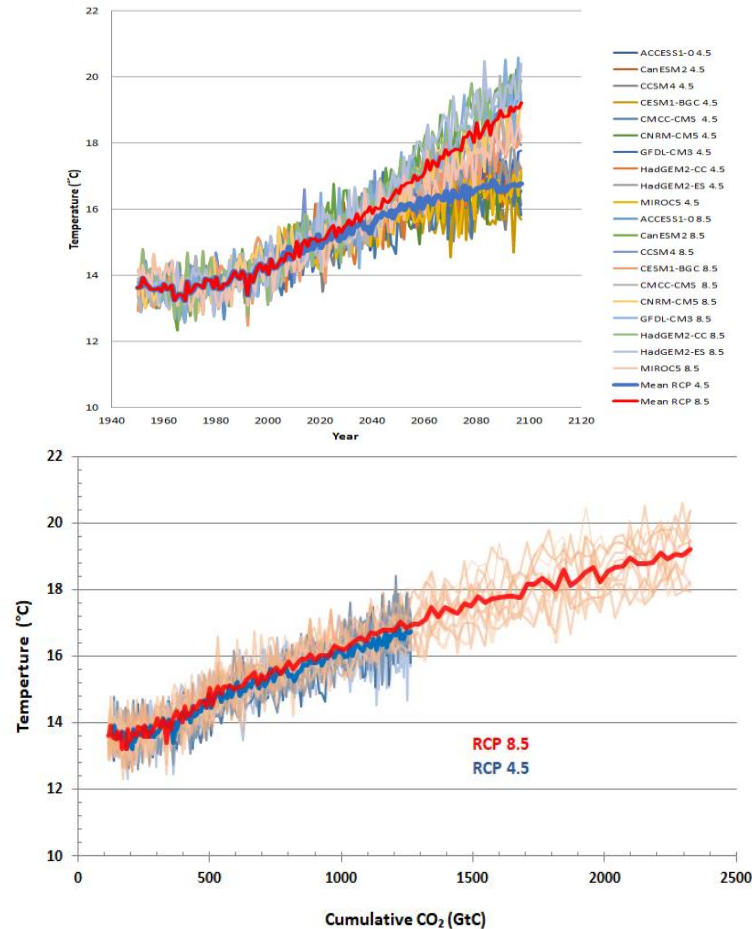 22
20
18
16
14
12
10
Temperature (˚C)
1940
1960
1980
2000
2020
2040
2060
2080
2100
2120
Year
ACCESS1-0 4.5
CanESM2 4.5
CCSM4 4.5
CESM1-BGC 4.5
CMCC-CMS 4.5
CNRM-CM5 4.5
GFDL-CM3 4.5
HadGEM2-CC 4.5
HadGEM2-ES 4.5
MIROC5 4.5
ACCESS1-0 8.5
CanESM2 8.5
CCSM4 8.5
CESM1-BGC 8.5
CMCC-CMS 8.5
CNRM-CM5 8.5
GFDL-CM3 8.5
HadGEM2-CC 8.5
HadGEM2-ES 8.5
MIROC5 8.5
Mean RCP 4.5
Mean RCP 8.5
22
20
18
16
14
12
10
Temperture (°C)
RCP 8.5
RCP 4.5
0
500
1000
1500
2000
2500
Cumulative CO₂ (GtC)